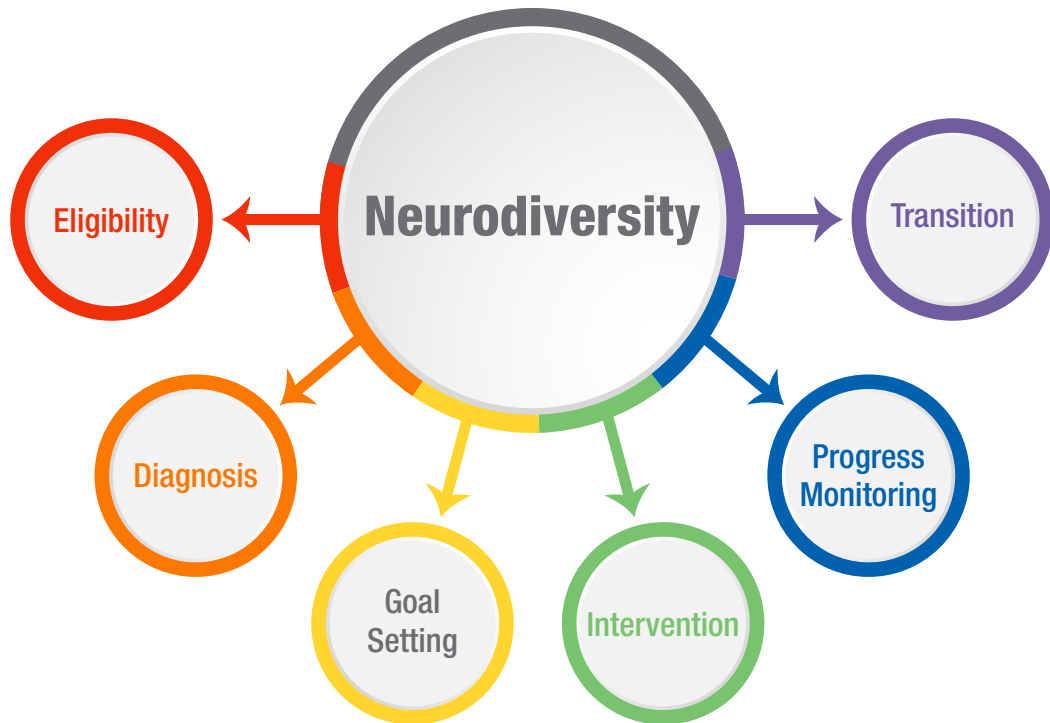 Neurodiversity
Eligibility
Diagnosis
Goal
Setting
Intervention
Progress
Monitoring
Transition